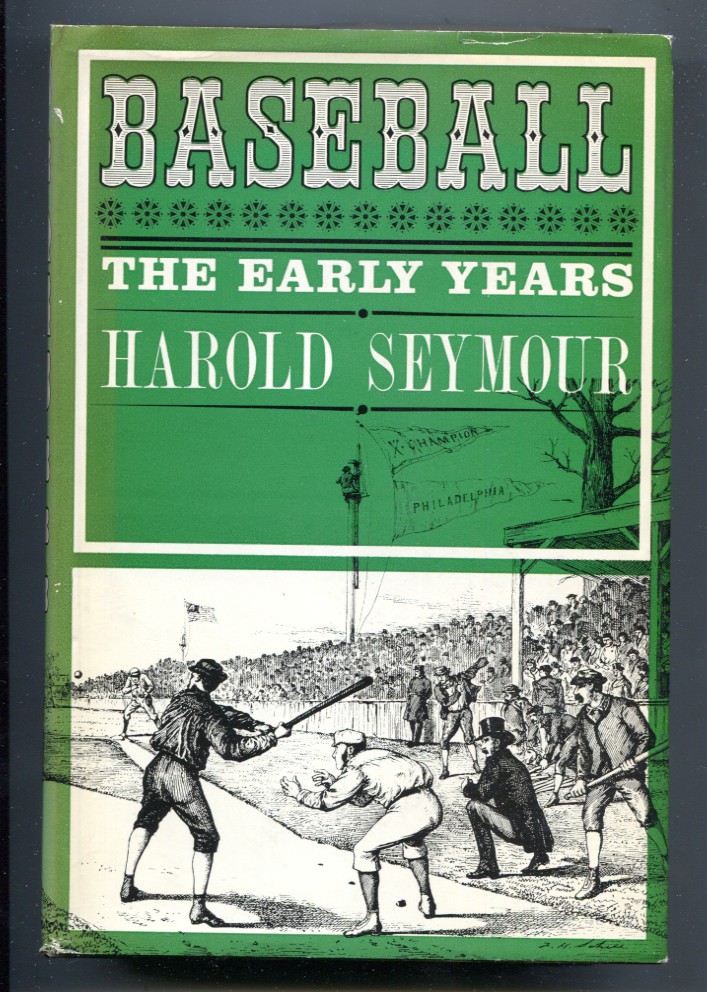 BASEBALL
THE EARLY YEARS
HAROLD SEYMOUR
X-CHAMPION
PHILADELPHIA